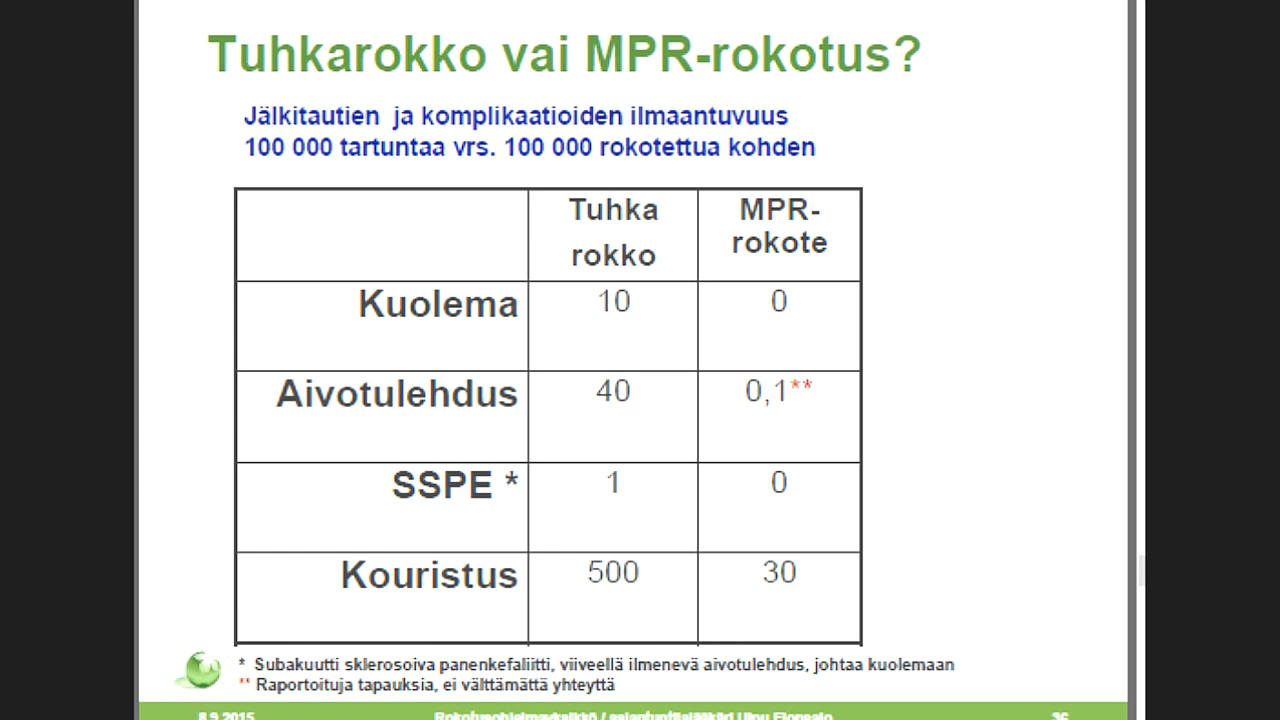 Tuhkarokko vai MPR-rokotus?
Jälkitautien ja komplikaatioiden ilmaantuvuus
100 000 tartuntaa vrs. 100 000 rokotettua kohden
Tuhka
rokko
MPR-
rokote
Kuolema 10 0
Aivotulehdus 40 0,1**
SSPE * 1 0
Kouristus 500 30
* Subakuutti sklerosoiva panenkefaliitti, viiveellä ilmenevä aivotulehdus, johtaa kuolemaan
** Raportoituja tapauksia, ei välttämättä yhteyttä
8.9.2015 36